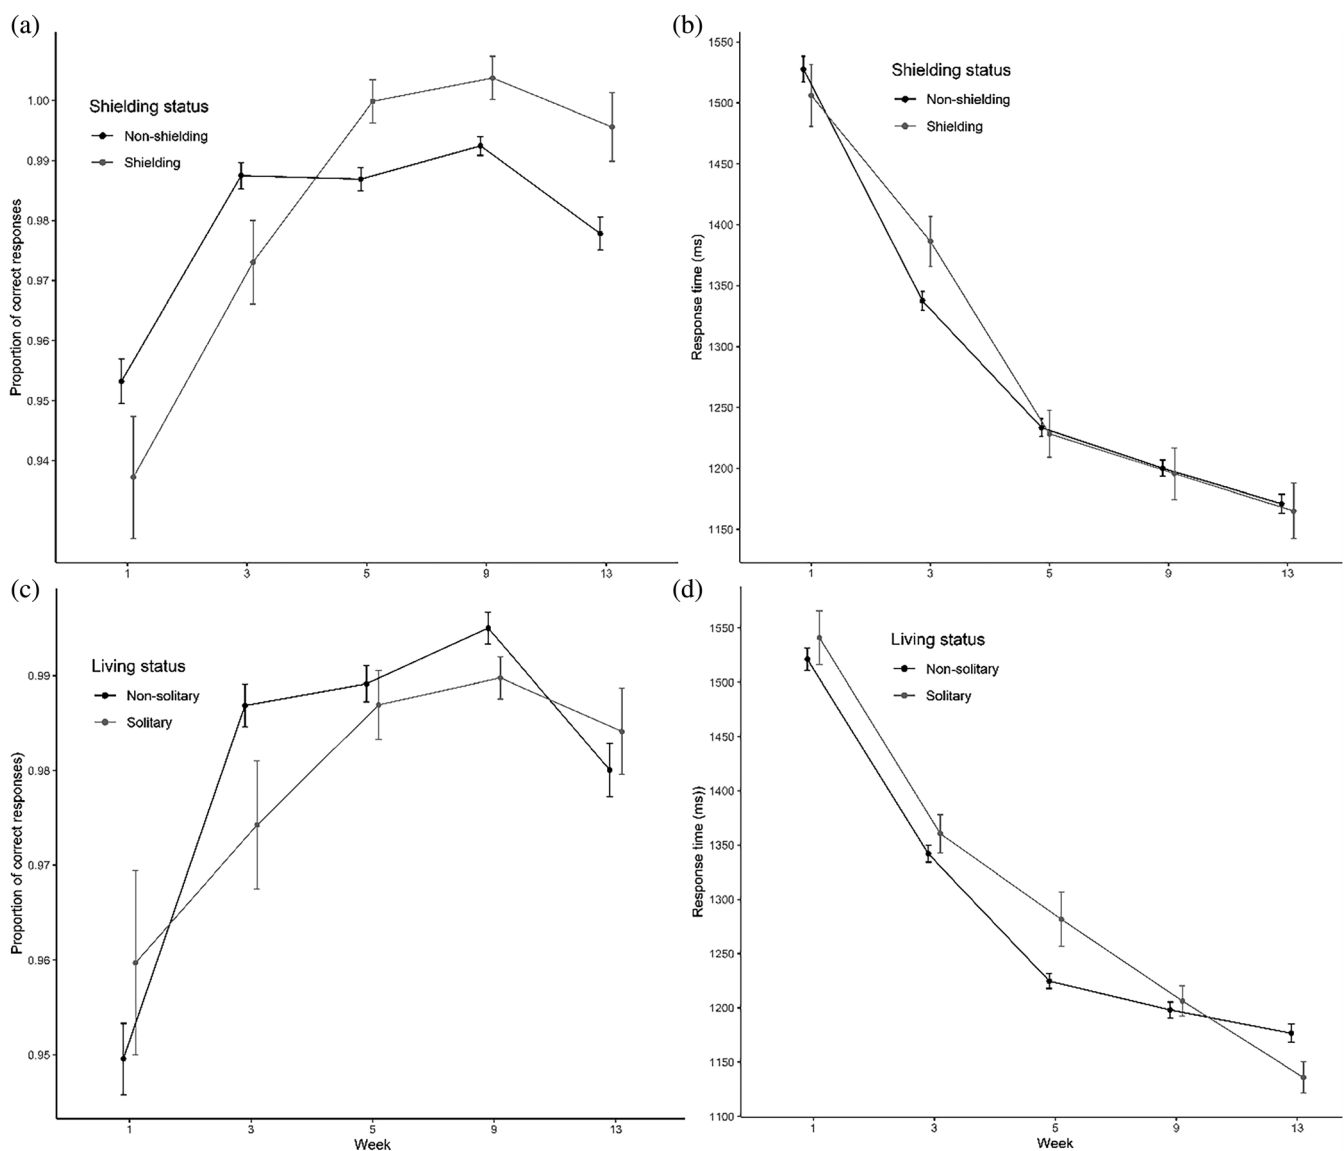 (a)
Proportion of correct responses
1.00
0.99
0.98
0.97
0.96
0.95
0.94
Shielding status
Non-shielding
Shielding
1 3 5 9 13
(b)
Response time (ms)
1550
1500
1450
1400
1350
1300
1250
1200
1150
Shielding status
Non-shielding
Shielding
1 3 5 9 13
(c)
Proportion of correct responses)
0.99
0.98
0.97
0.96
0.95
Living status
Non-solitary
Solitary
1 3 5 9 13
Week
(d)
Response time (ms))
1550
1500
1450
1400
1350
1300
1250
1200
1150
1100
Living status
Non-solitary
Solitary
1 3 5 9 13
Week